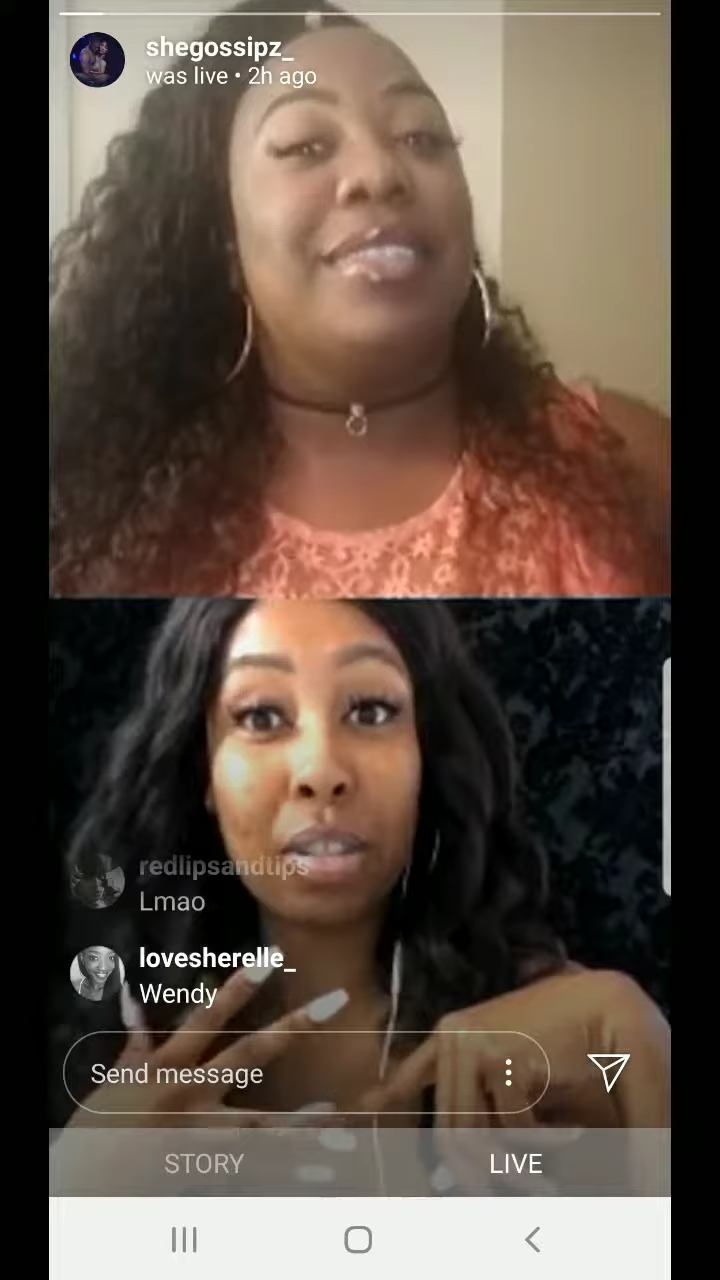 shegossipz_
was live • 2h ago
redlipsandtips
Lmao
lovesherelle_
Wendy
Send message
STORY
LIVE